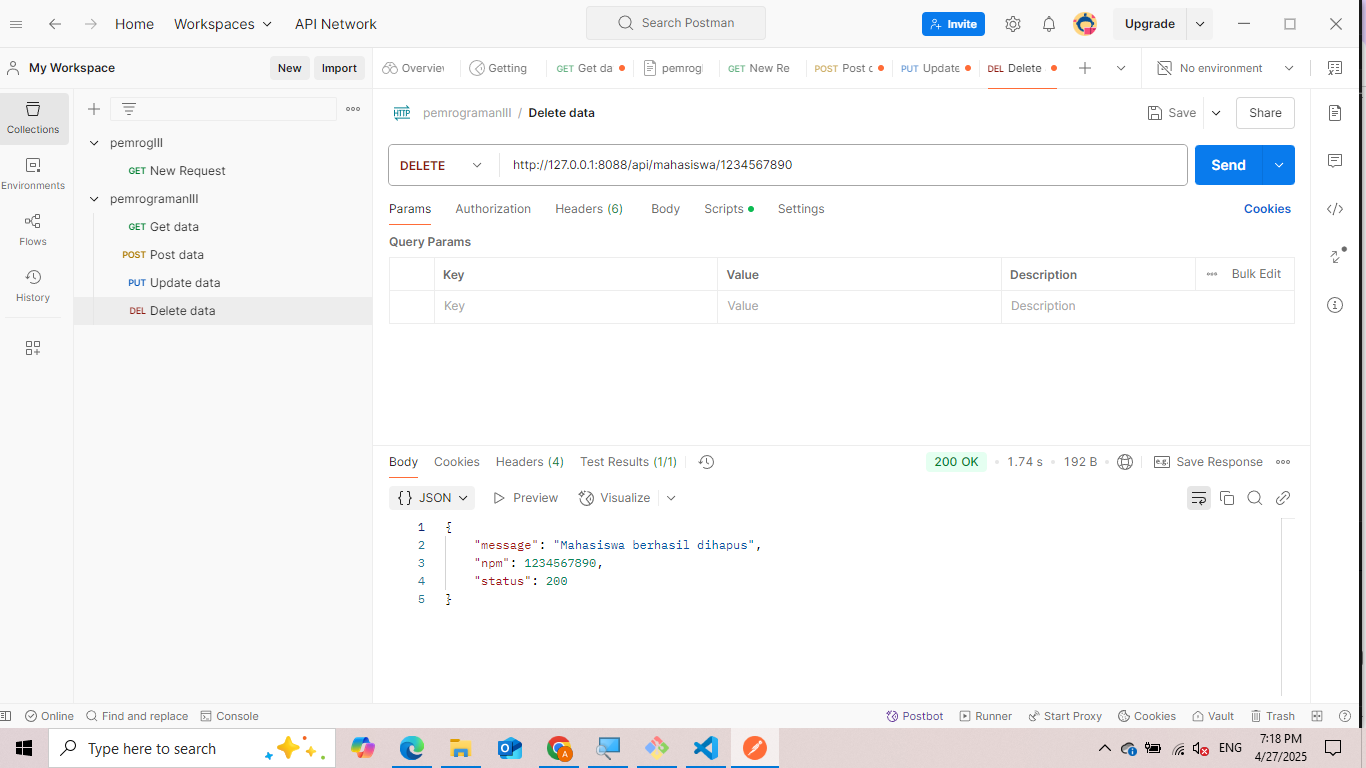 Home Workspaces API Network Search Postman Invite Upgrade
My Workspace New Import Overviev Getting GET Get da pemrog GET New Re POST Post c PUT Update DEL Delete No environment
Collections
Environments
Flows
History
pemrogIII
GET New Request
pemrogramanIII
GET Get data
POST Post data
PUT Update data
DEL Delete data
HTTP pemrogramanIII / Delete data Save Share
DELETE http://127.0.0.1:8088/api/mahasiswa/1234567890 Send
Params Authorization Headers (6) Body Scripts Settings Cookies
Query Params
Key Value Description Bulk Edit
Key Value Description
Body Cookies Headers (4) Test Results (1/1) 200 OK 1.74 s 192 B e.g. Save Response
{} JSON Preview Visualize
1 {
2 "message": "Mahasiswa berhasil dihapus",
3 "npm": 1234567890,
4 "status": 200
5 }
Online Find and replace Console Postbot Runner Start Proxy Cookies Vault Trash
Type here to search ENG 7:18 PM
4/27/2025